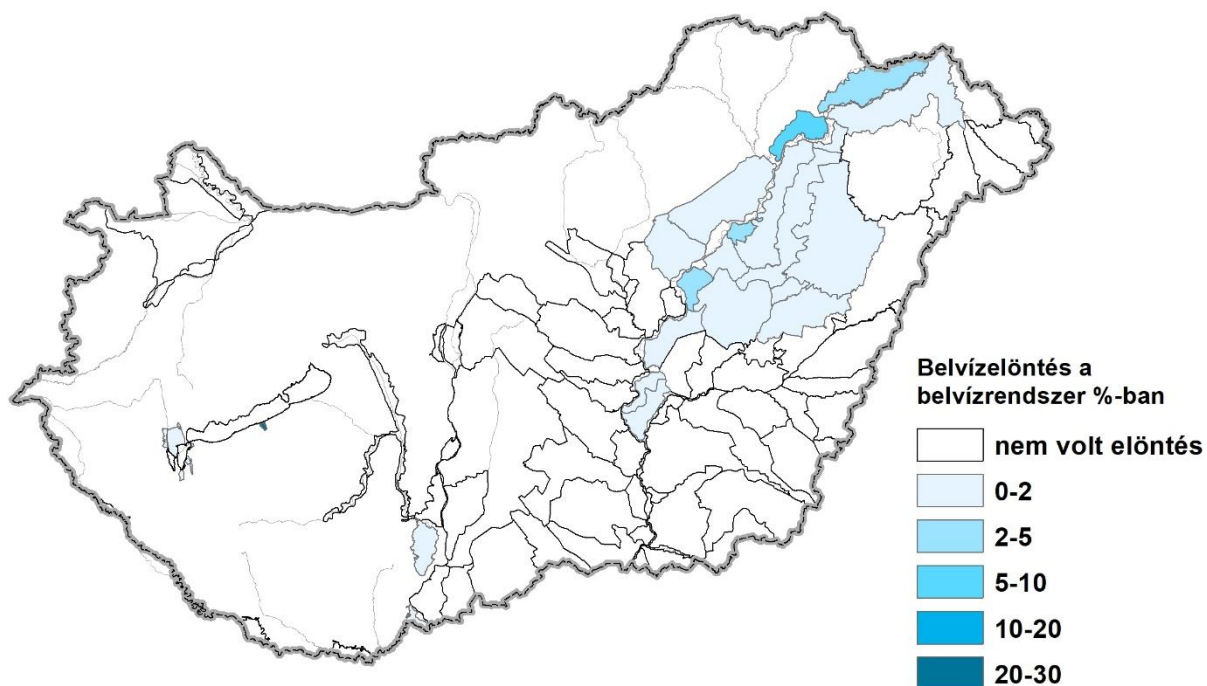 Belvízelöntés a
belvízrendszer %-ban
nem volt elöntés
0-2
2-5
5-10
10-20
20-30